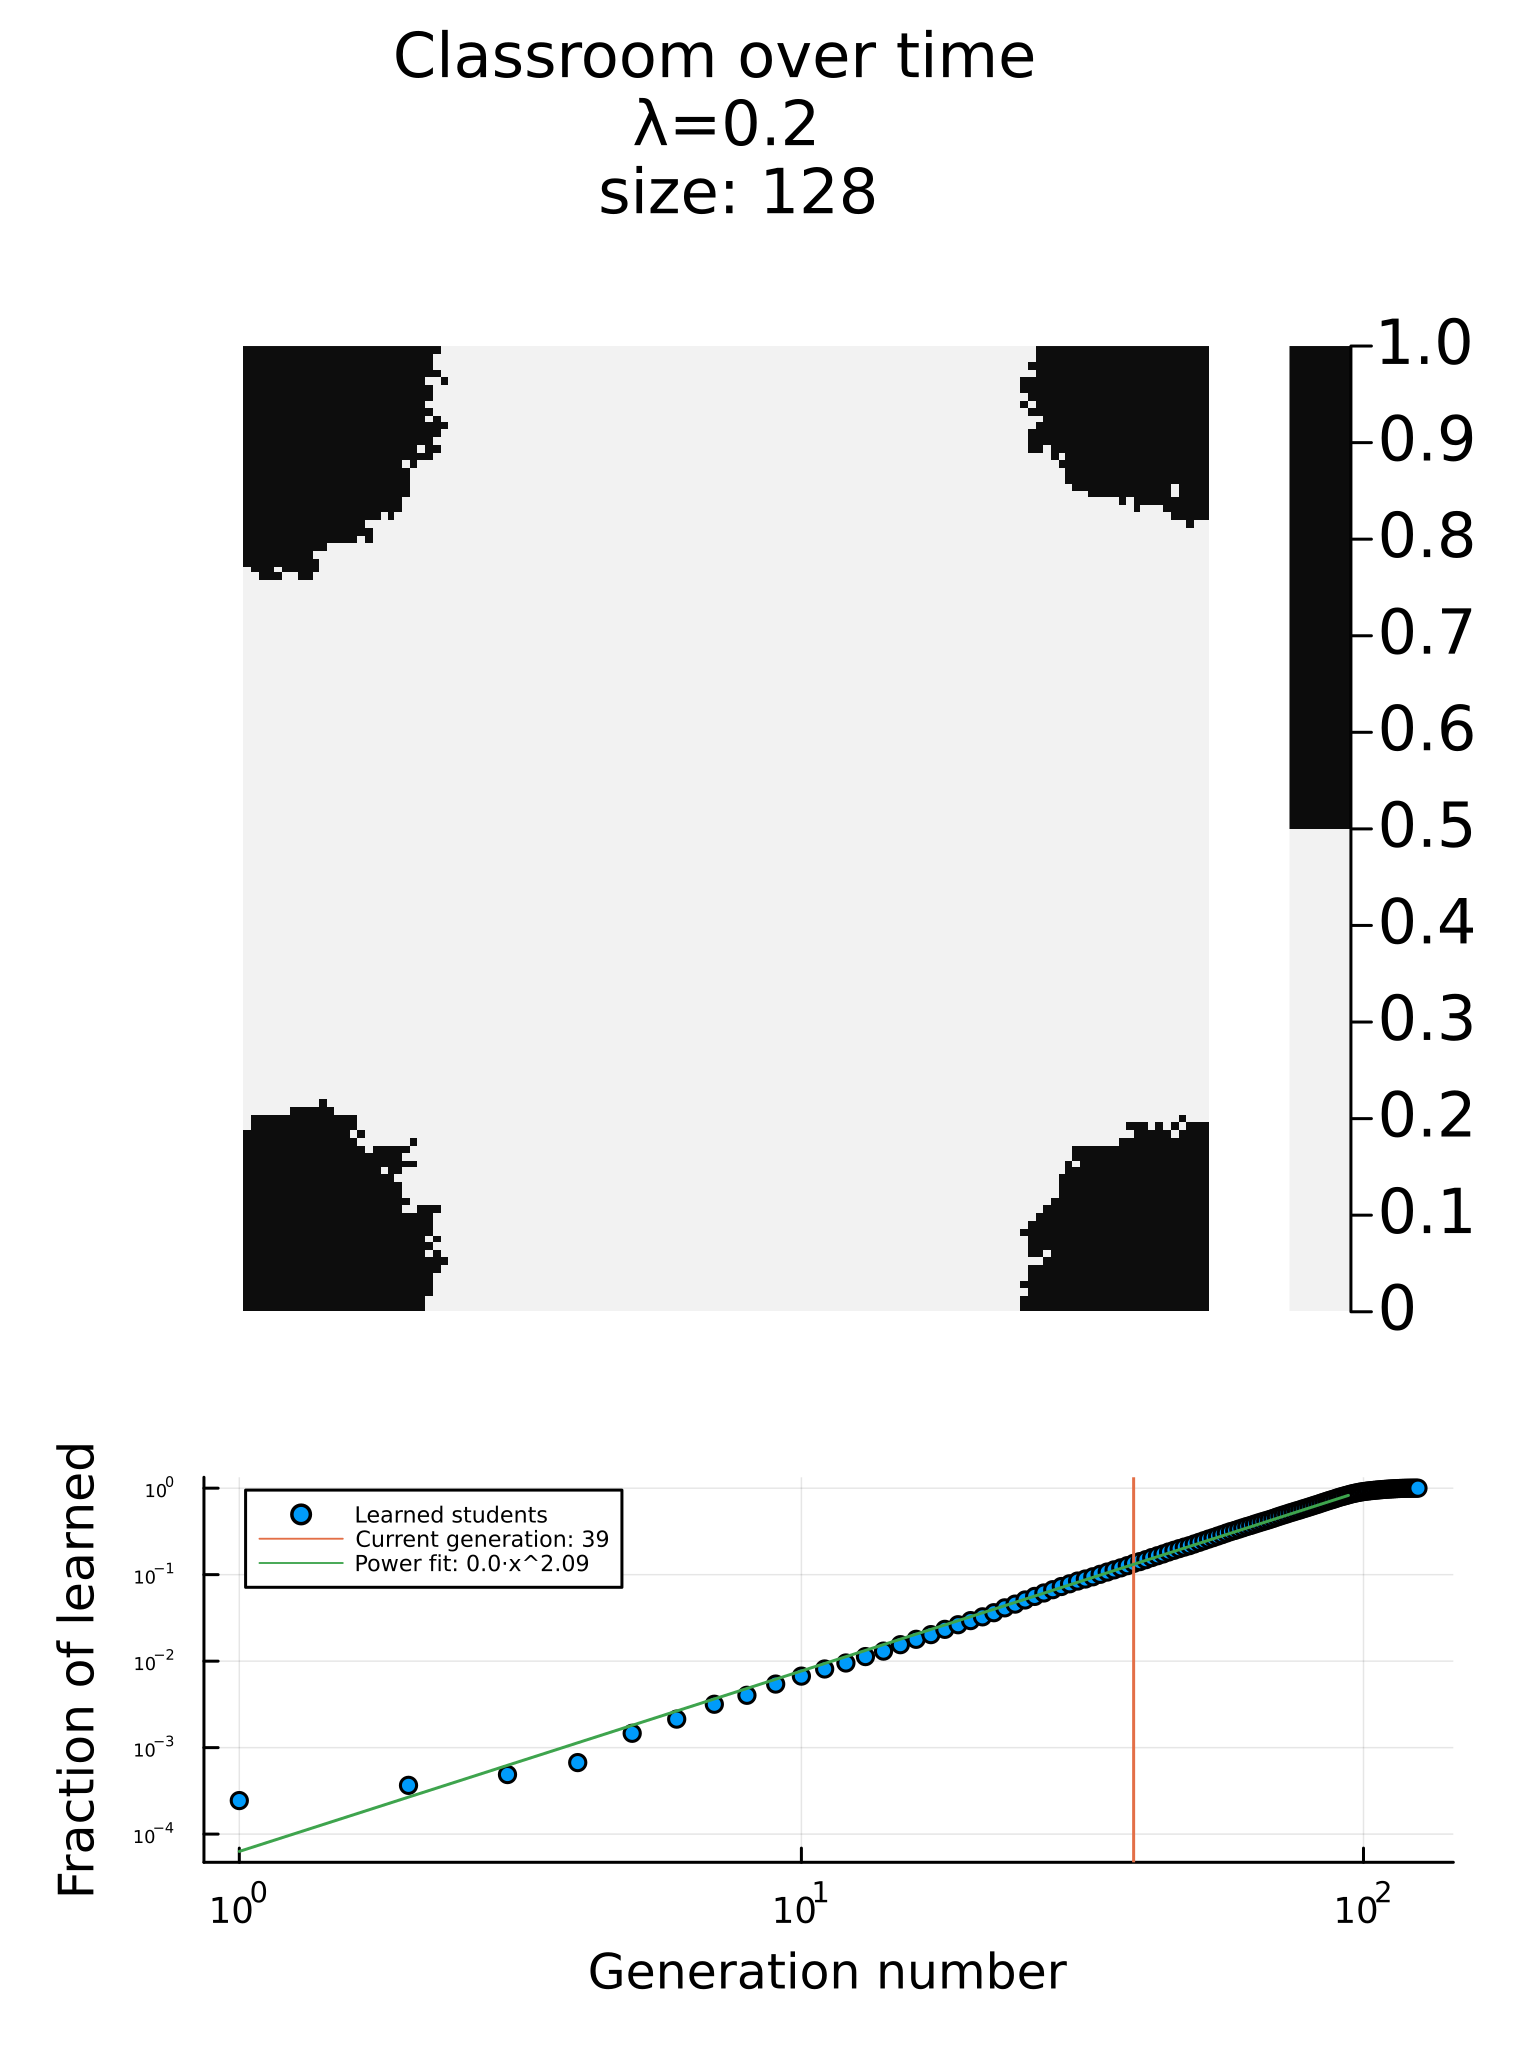 Classroom over time
λ=0.2
size: 128
1.0
0.9
0.8
0.7
0.6
0.5
0.4
0.3
0.2
0.1
0
Fraction of learned
10^0
10^−1
10^−2
10^−3
10^−4
Learned students
Current generation: 39
Power fit: 0.0·x^2.09
10^0 10^1 10^2
Generation number